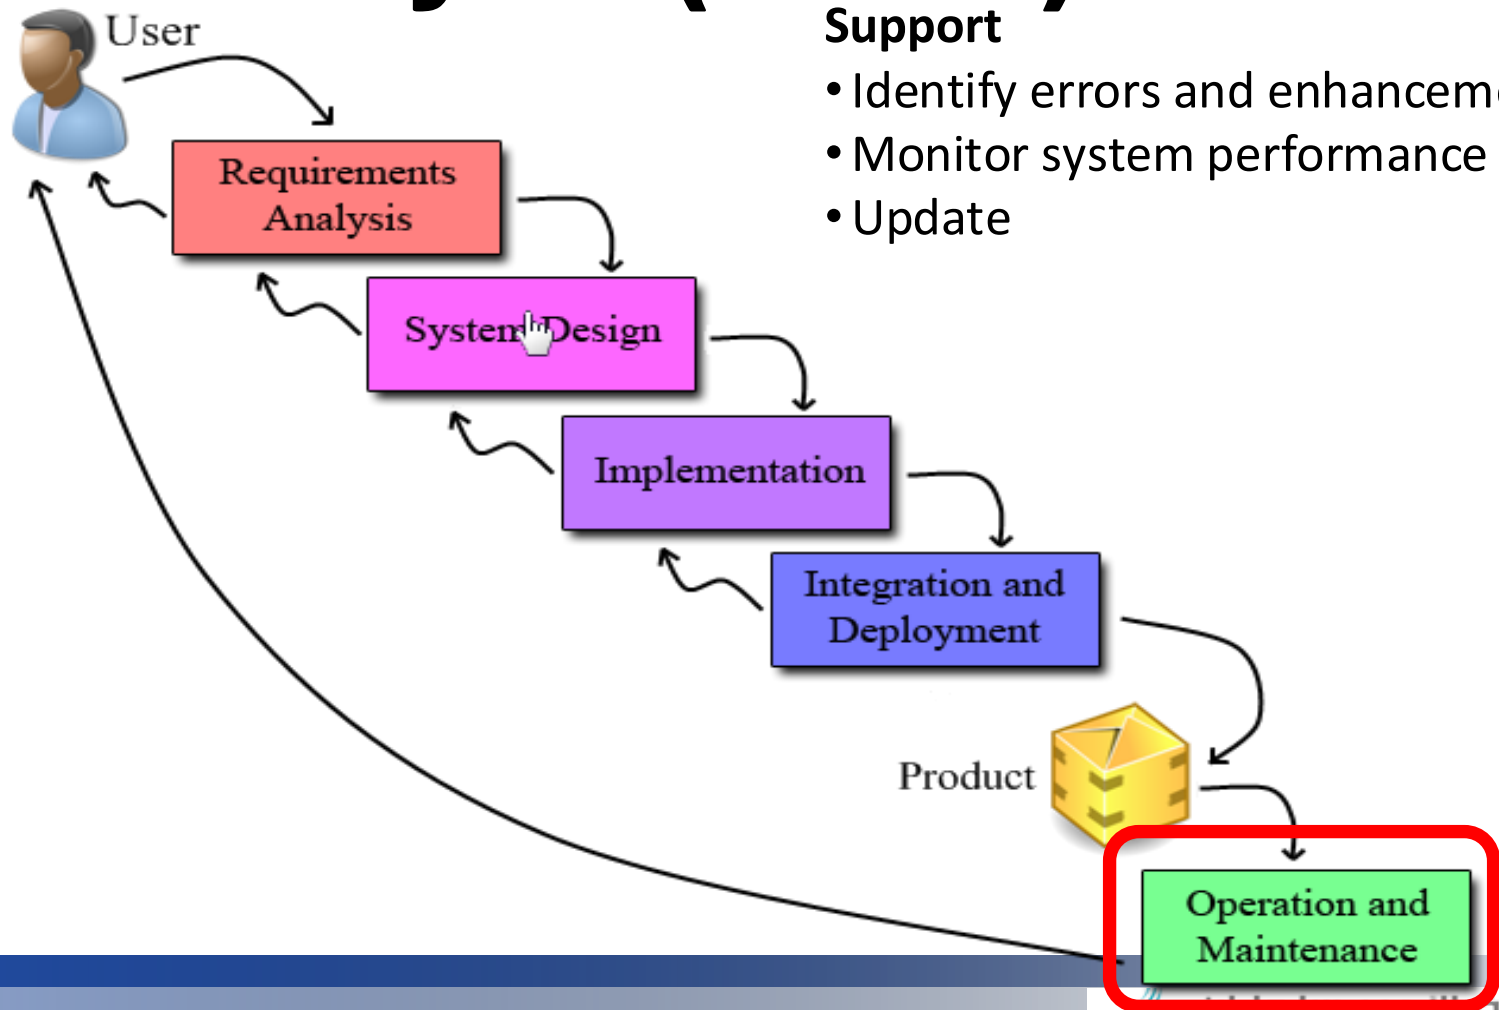 User
Support
• Identify errors and
• Monitor system performance
• Update
Requirements
Analysis
System Design
Implementation
Integration and
Deployment
Product
Operation and
Maintenance